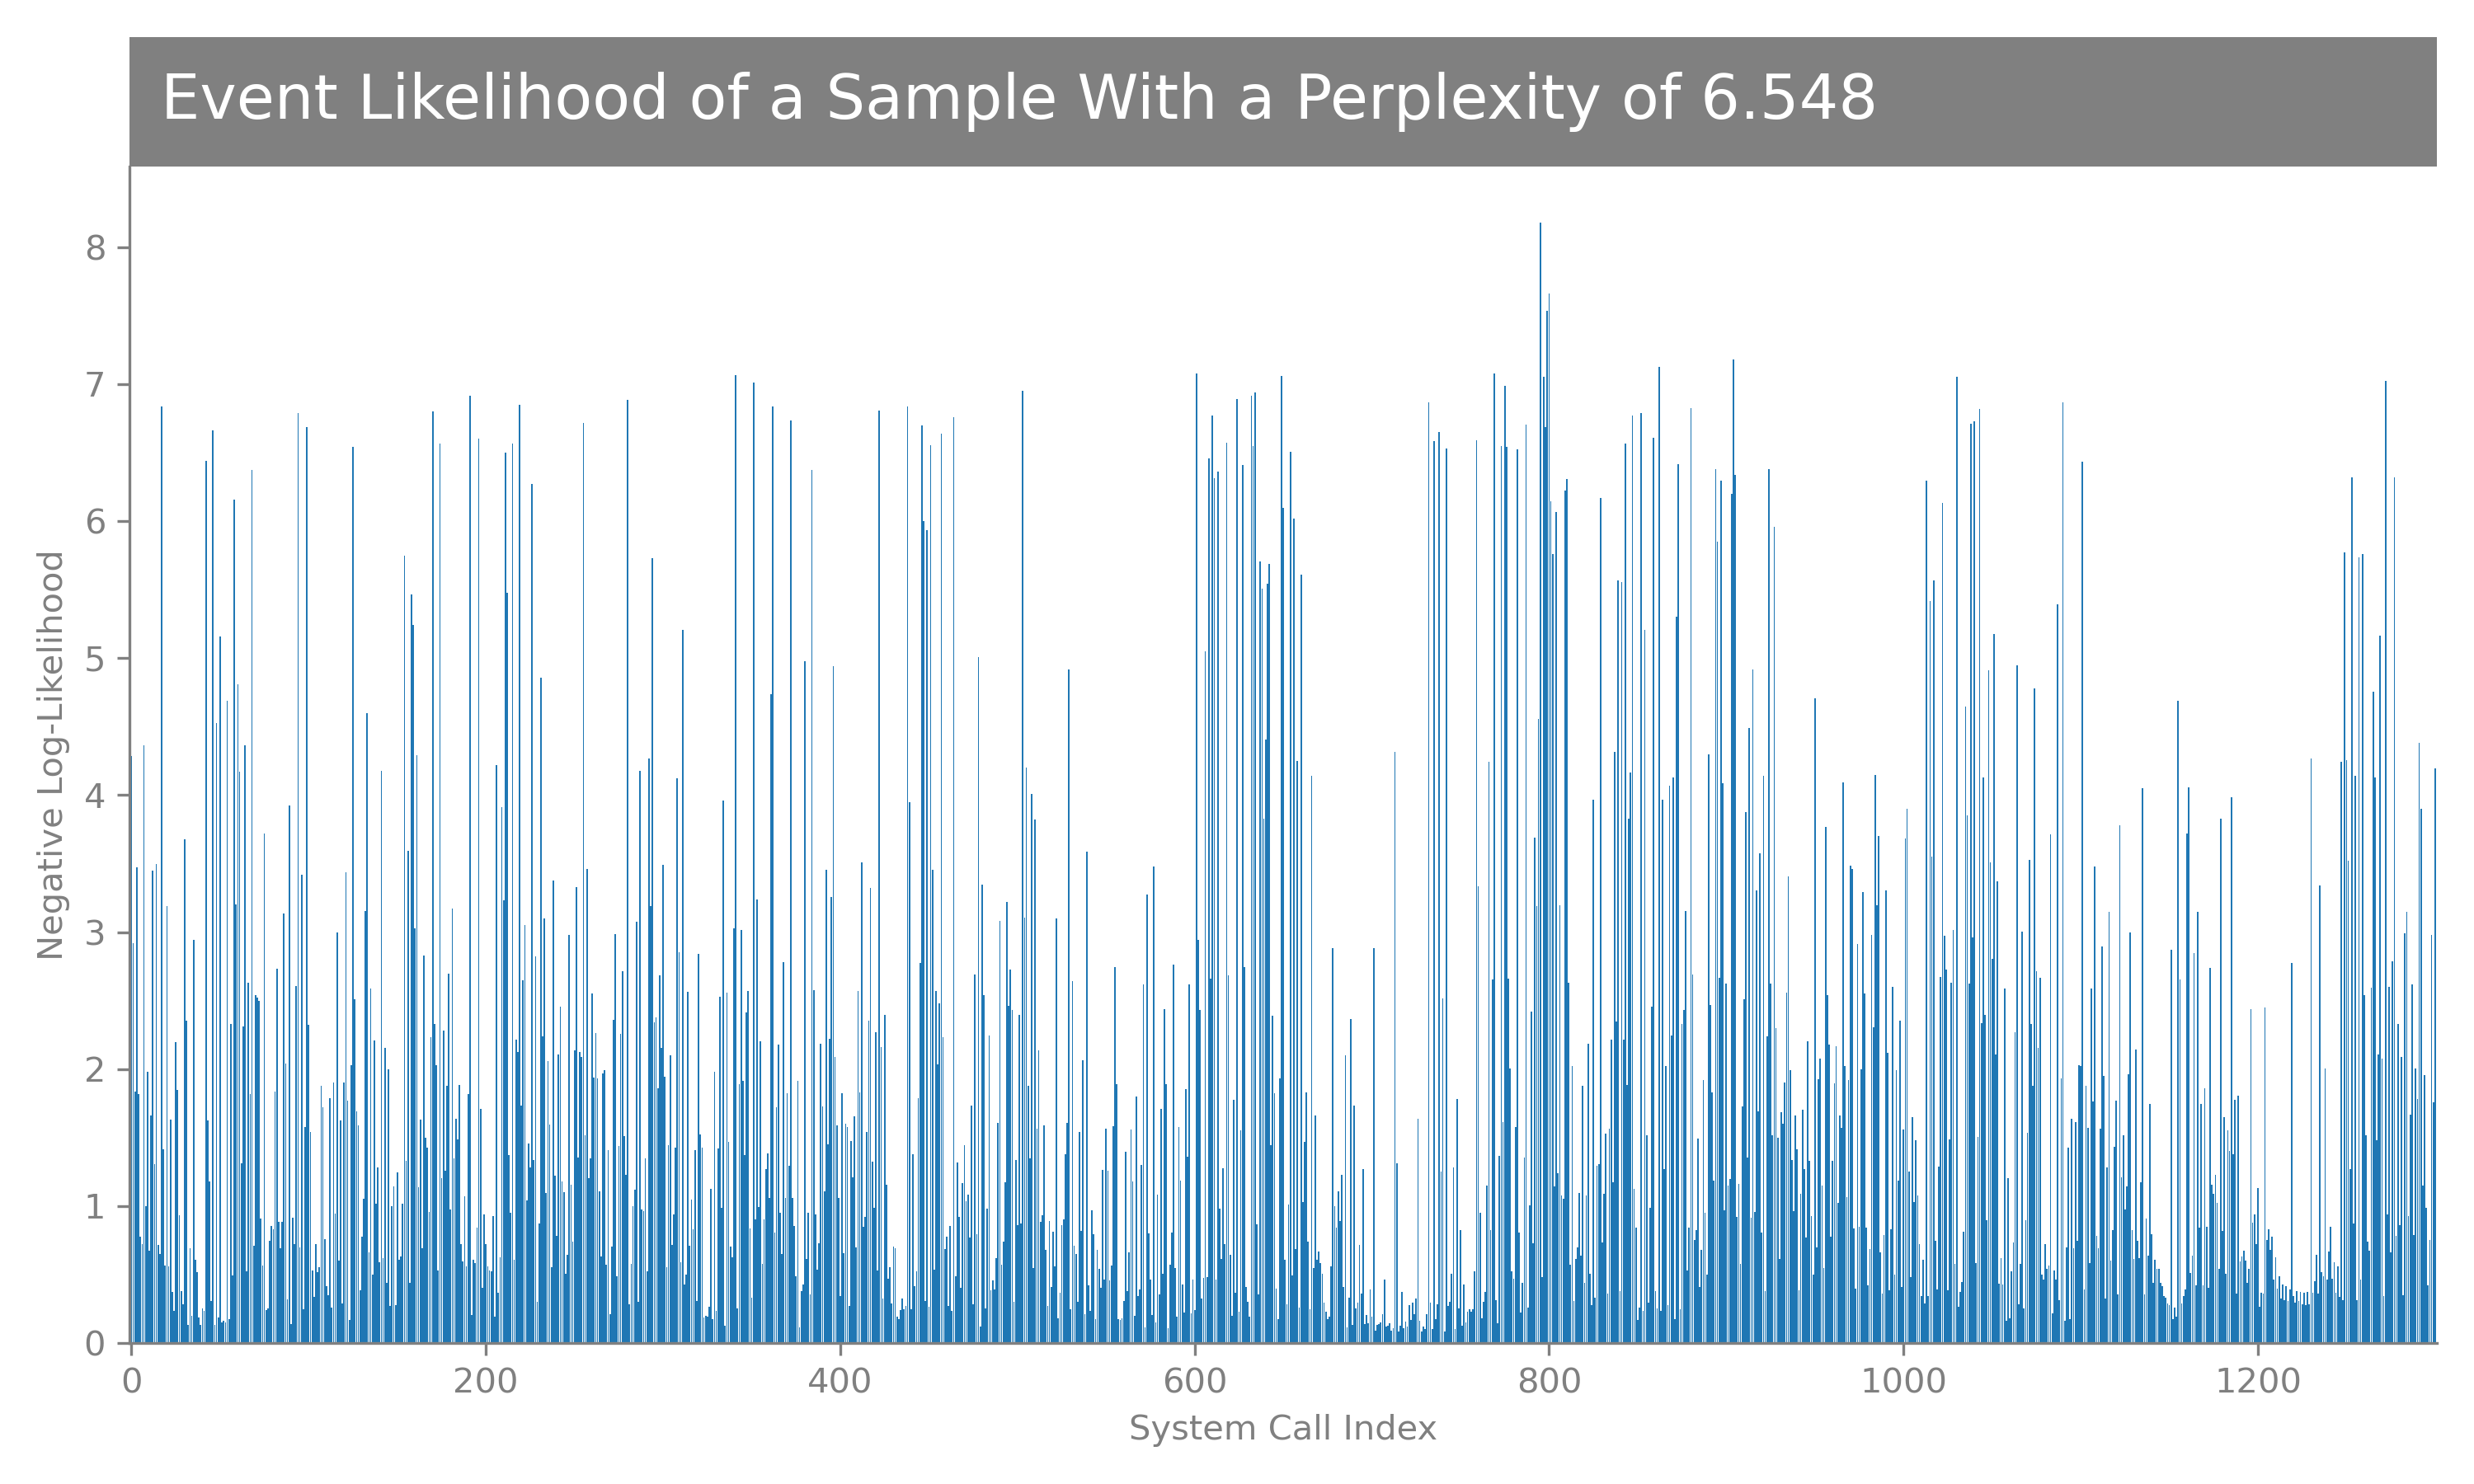 Event Likelihood of a Sample With a Perplexity of 6.548
8
7
6
5
4
3
2
1
0
Negative Log-Likelihood
0 200 400 600 800 1000 1200
System Call Index